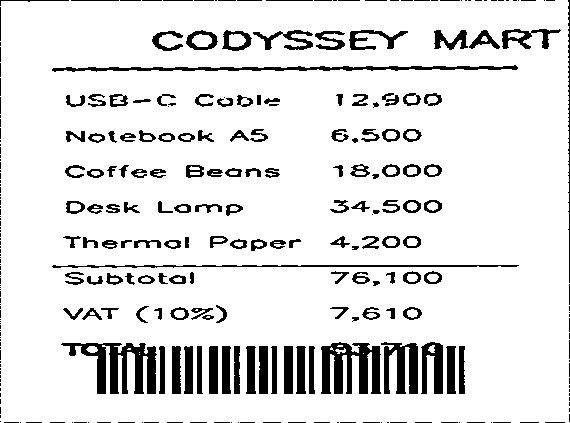 CODYSSEY MART
USB-C Cable 12,900
Notebook A5 6,500
Coffee Beans 18,000
Desk Lamp 34,500
Thermal Paper 4,200
Subtotal 76,100
VAT (10%) 7,610
TOTAL